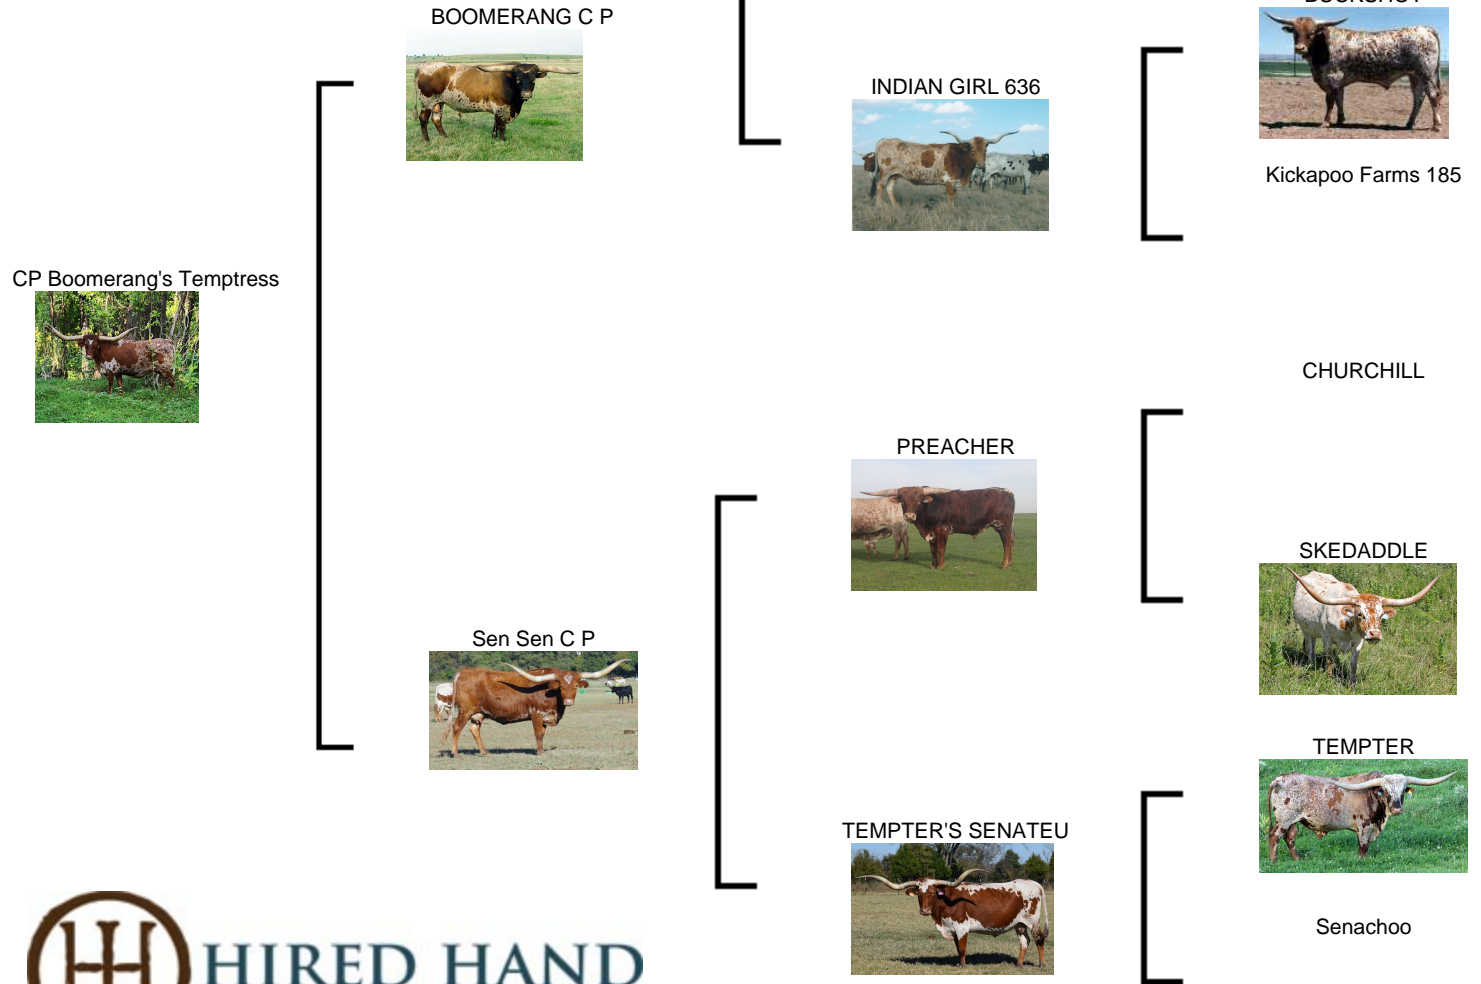 BOOMERANG C P
INDIAN GIRL 636
Kickapoo Farms 185
CP Boomerang's Temptress
CHURCHILL
PREACHER
SKEDADDLE
Sen Sen C P
TEMPTER
TEMPTER'S SENATEU
Senachoo
HIRED HAND